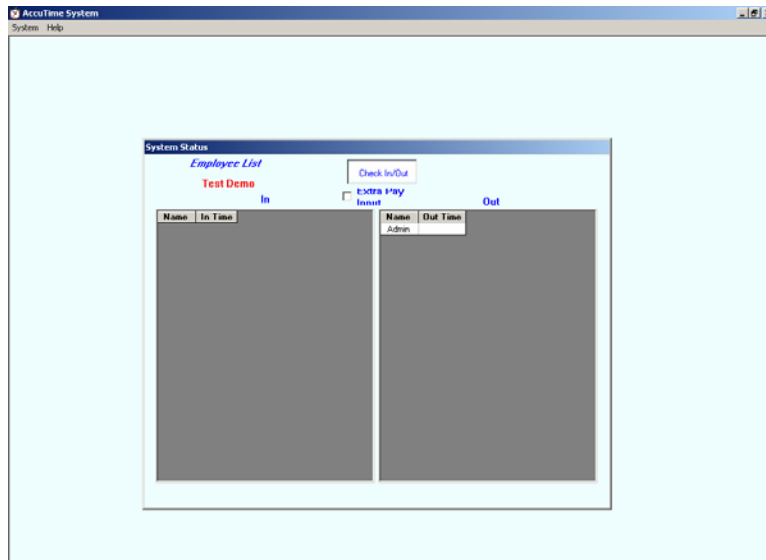 AccuTime System
System Help
System Status
Employee List
Check In/Out
Test Demo
Extra Pay
Input
In
Out
Name In Time
Name Out Time
Admin